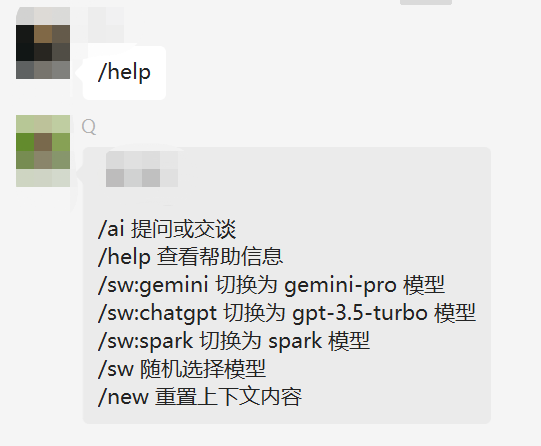 /help
Q
/ai 提问或交谈
/help 查看帮助信息
/sw:gemini 切换为 gemini-pro 模型
/sw:chatgpt 切换为 gpt-3.5-turbo 模型
/sw:spark 切换为 spark 模型
/sw 随机选择模型
/new 重置上下文内容